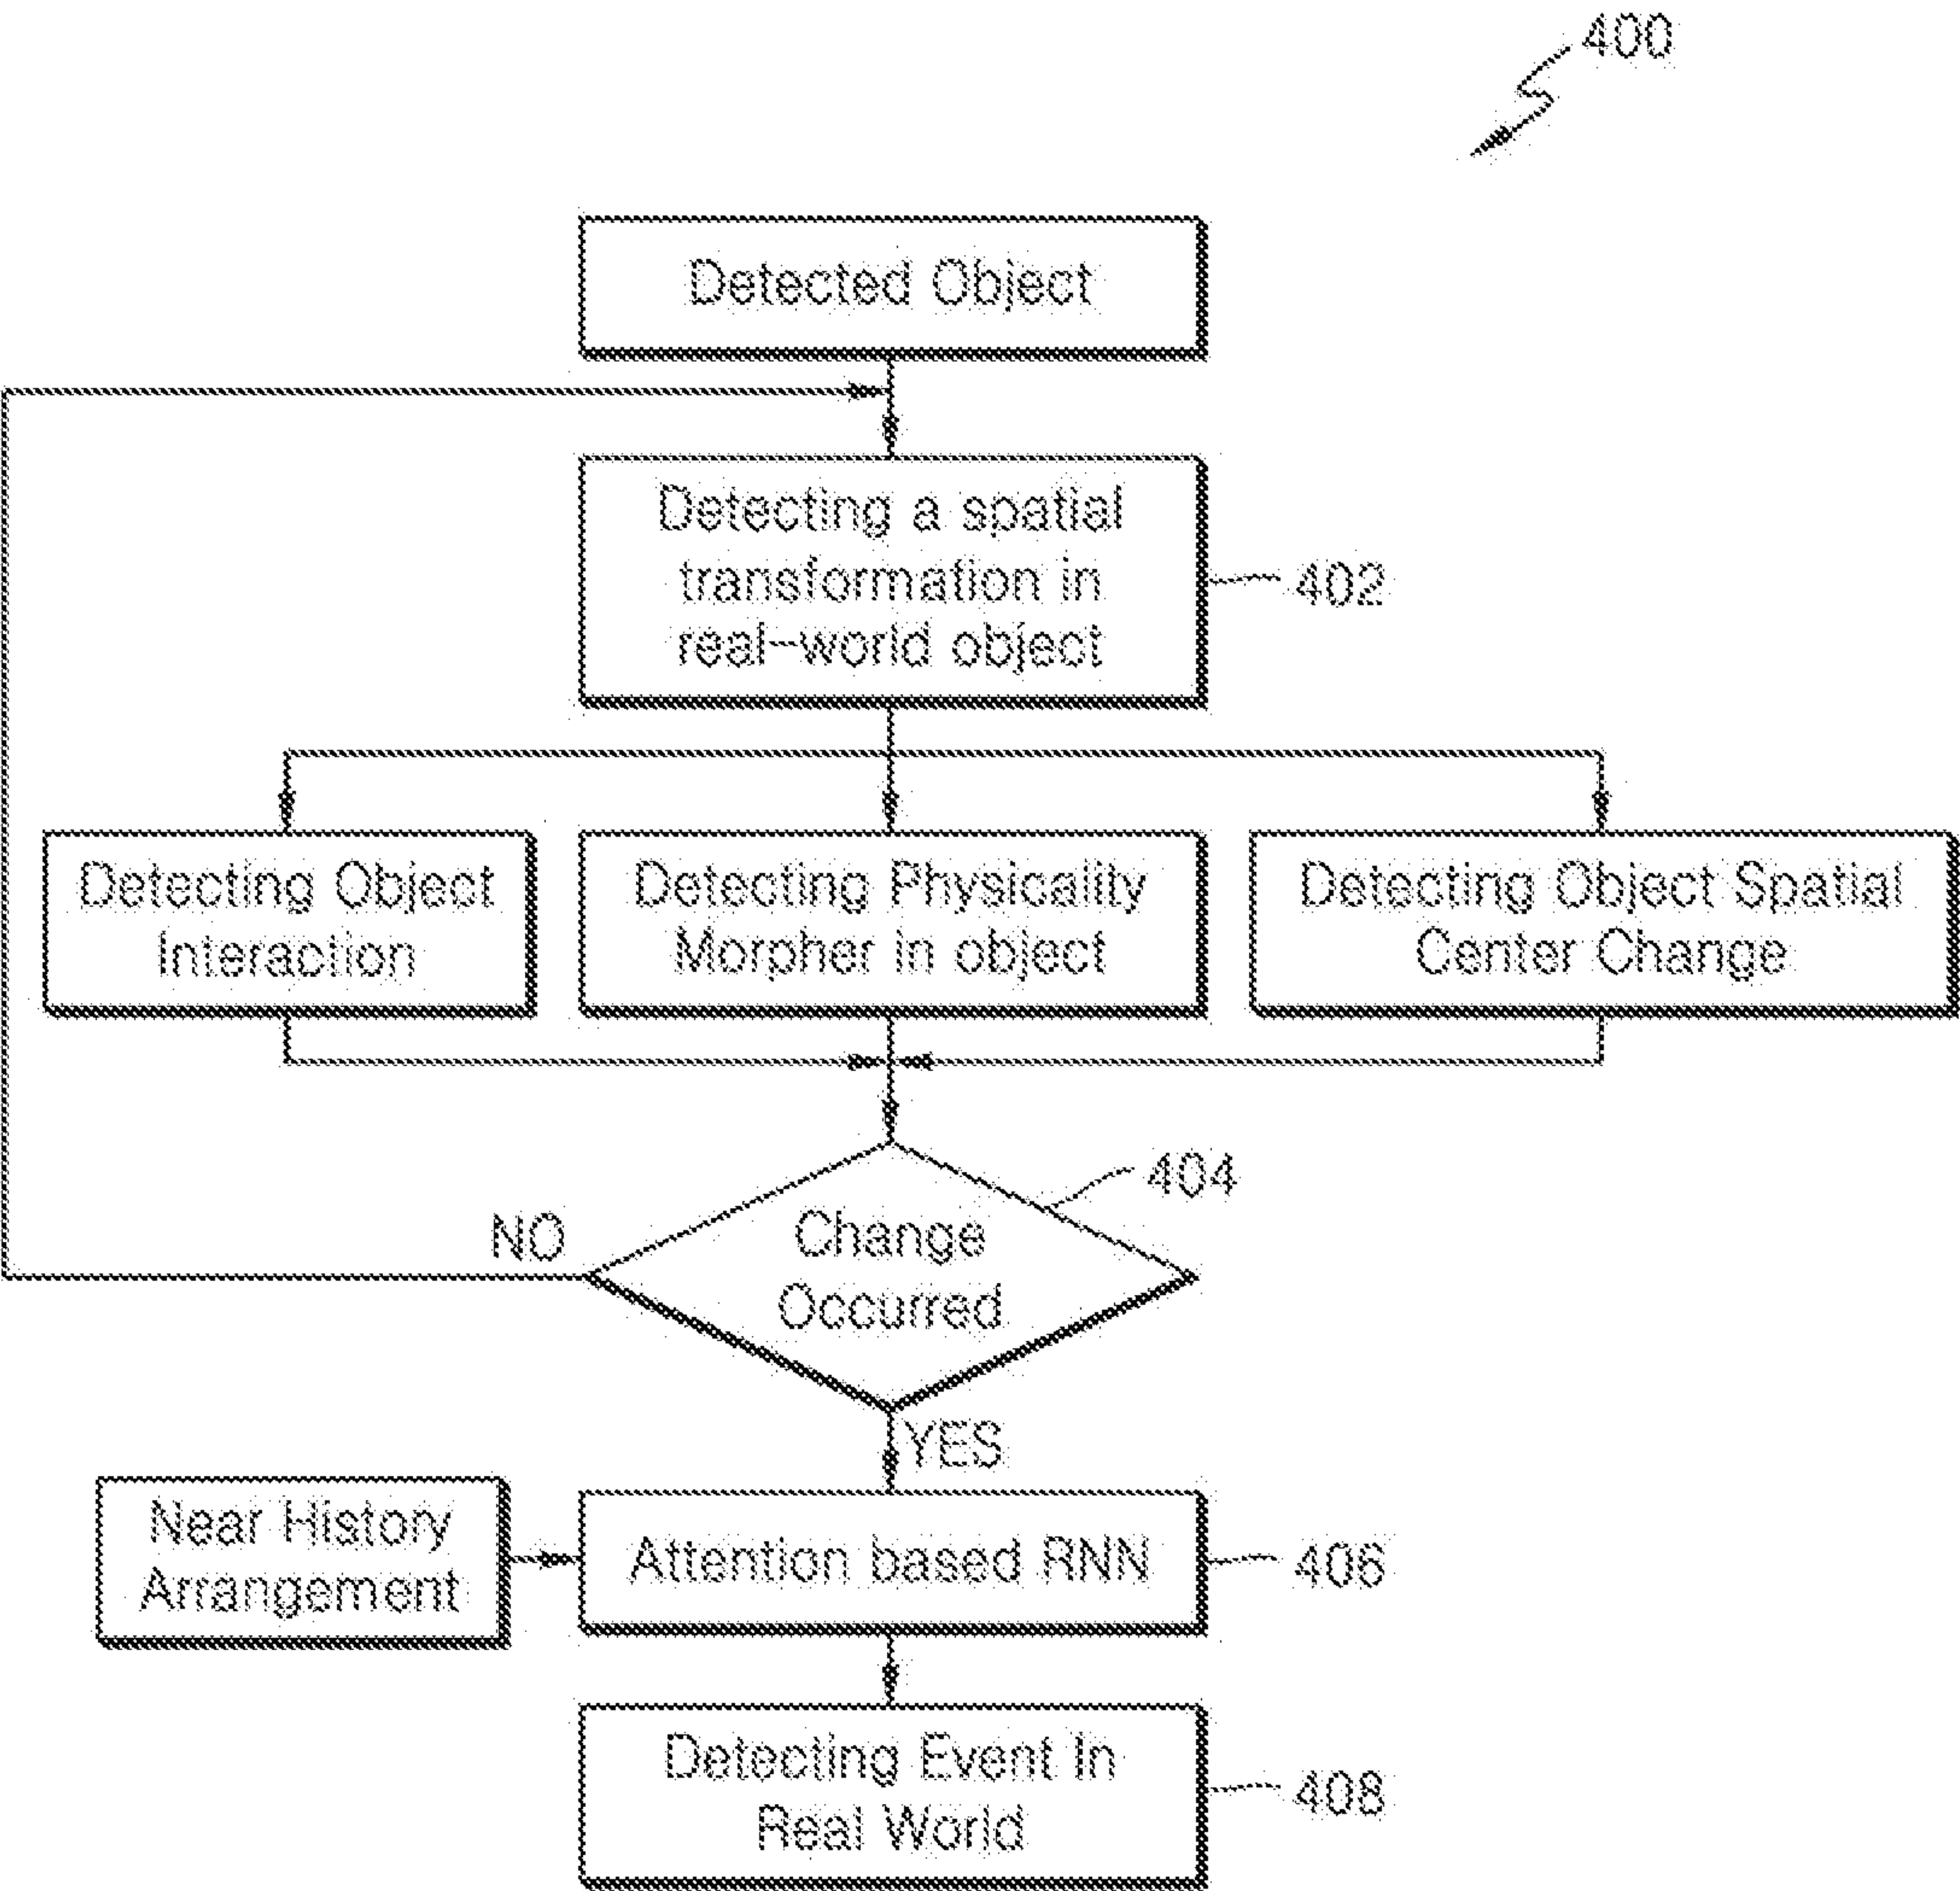 400
Detected Object
Detecting a spatial
transformation in
real-world object
402
Detecting Object
Interaction
Detecting Physicality
Morpher in object
Detecting Object Spatial
Center Change
404
NO
Change
Occurred
YES
Near History
Arrangement
Attention based RNN
406
Detecting Event In
Real World
408